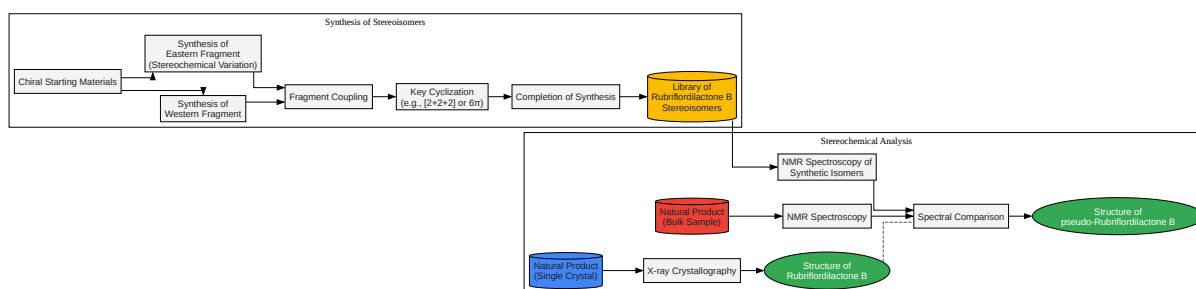 Synthesis of Stereoisomers
Chiral Starting Materials
Synthesis of
Eastern Fragment
(Stereochemical Variation)
Synthesis of
Western Fragment
Fragment Coupling
Key Cyclization
(e.g., [2+2+2] or 6π)
Completion of Synthesis
Library of
Rubriflordilactone B
Stereoisomers
Stereochemical Analysis
NMR Spectroscopy of
Synthetic Isomers
Natural Product
(Bulk Sample)
NMR Spectroscopy
Spectral Comparison
Structure of
pseudo-Rubriflordilactone B
Natural Product
(Single Crystal)
X-ray Crystallography
Structure of
Rubriflordilactone B